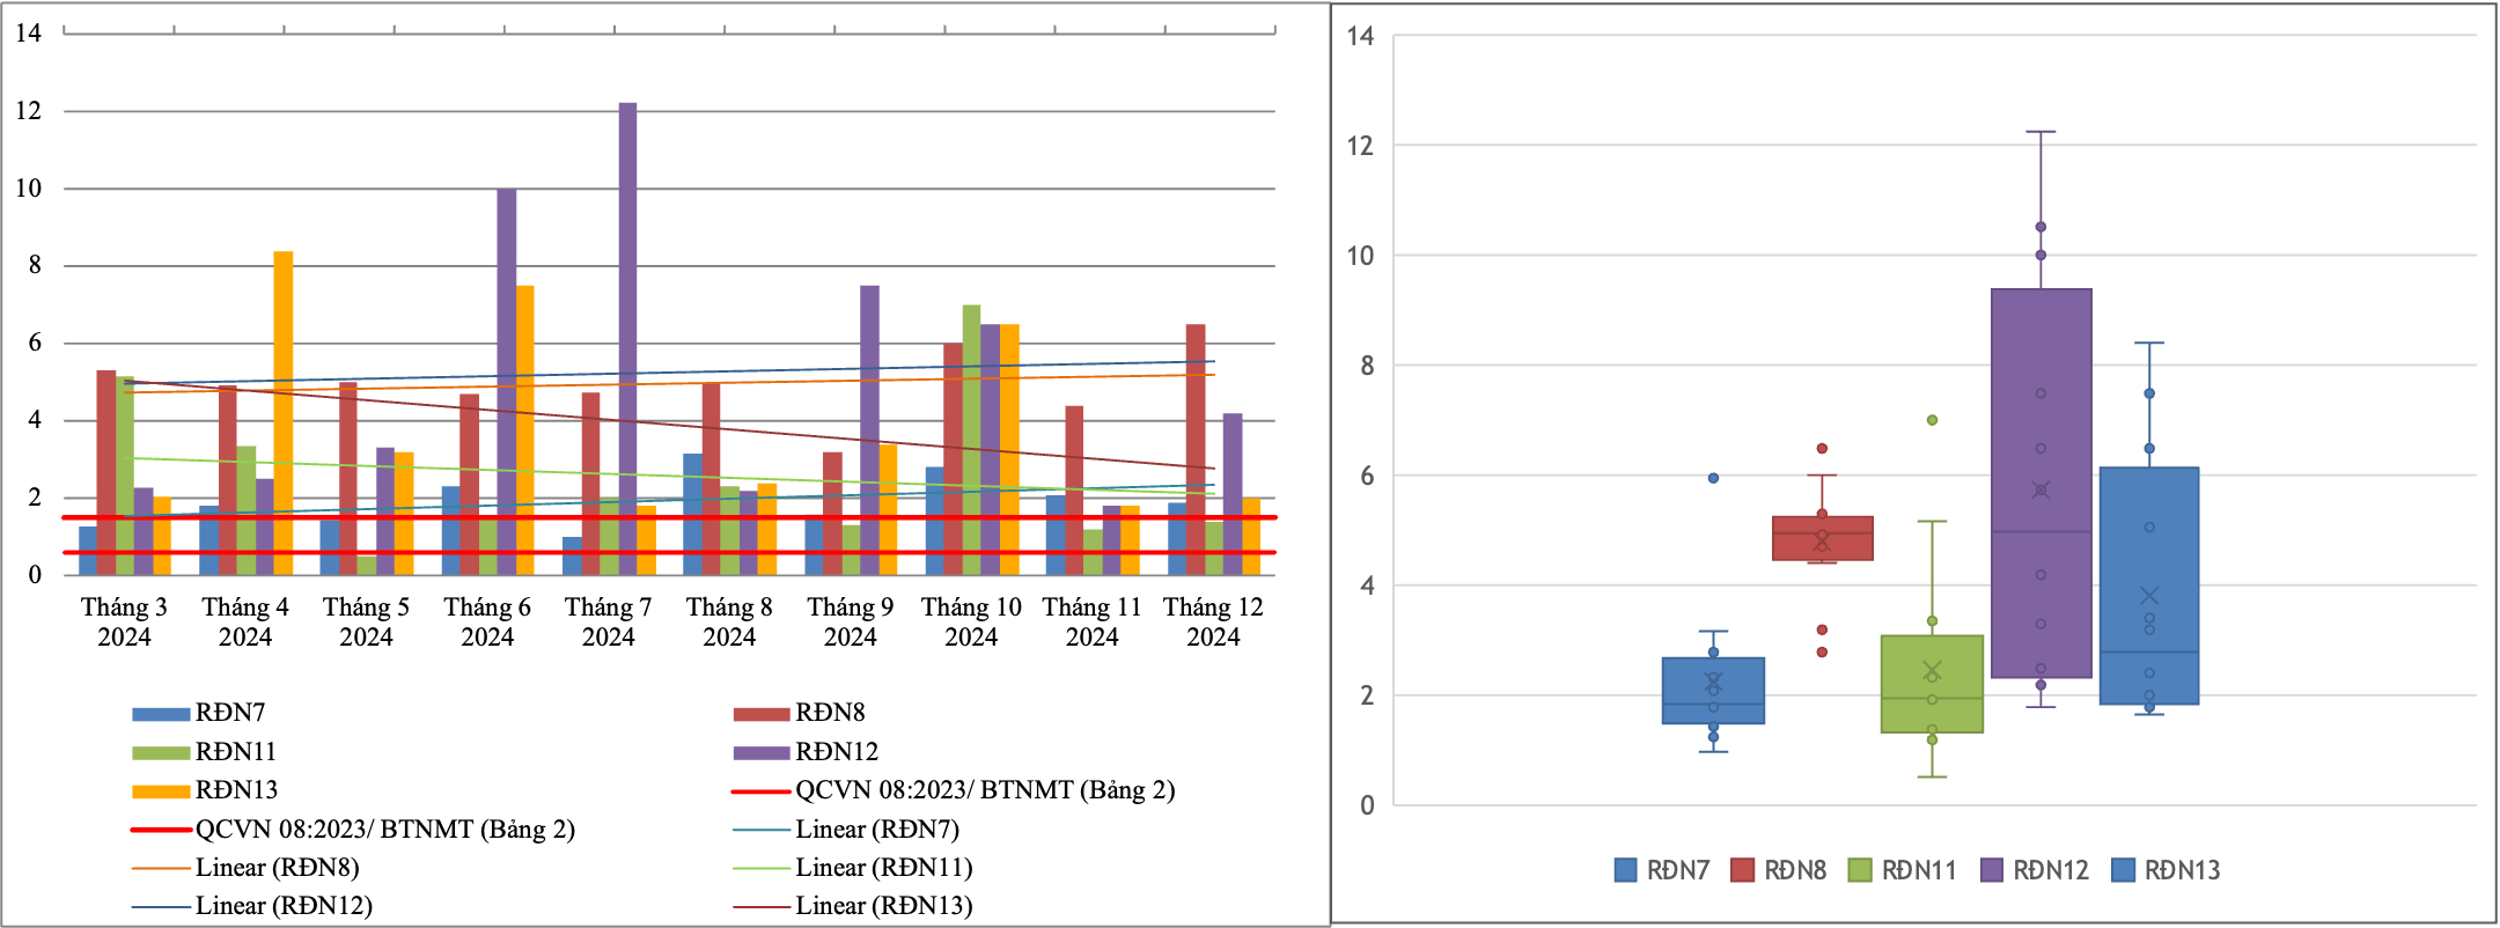 14
12
10
8
6
4
2
0
Tháng 3
2024
Tháng 4
2024
Tháng 5
2024
Tháng 6
2024
Tháng 7
2024
Tháng 8
2024
Tháng 9
2024
Tháng 10
2024
Tháng 11
2024
Tháng 12
2024
RĐN7
RĐN8
RĐN11
RĐN12
RĐN13
QCVN 08:2023/ BTNMT (Bảng 2)
QCVN 08:2023/ BTNMT (Bảng 2)
Linear (RĐN7)
Linear (RĐN8)
Linear (RĐN11)
Linear (RĐN12)
Linear (RĐN13)
14
12
10
8
6
4
2
0
RĐN7 RĐN8 RĐN11 RĐN12 RĐN13